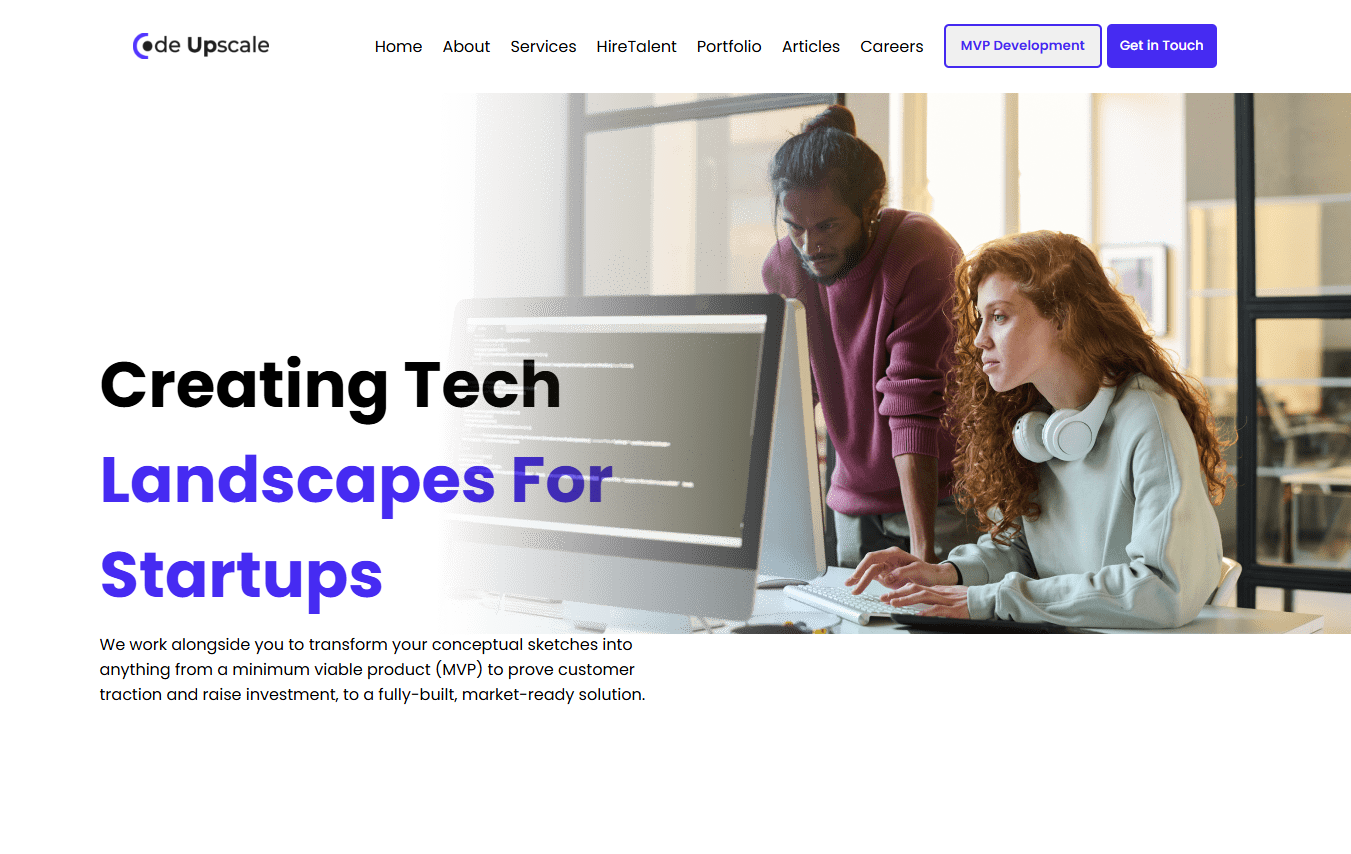 Code Upscale
Home About Services HireTalent Portfolio Articles Careers MVP Development Get in Touch
Creating Tech
Landscapes For
Startups
We work alongside you to transform your conceptual sketches into
anything from a minimum viable product (MVP) to prove customer
traction and raise investment, to a fully-built, market-ready solution.